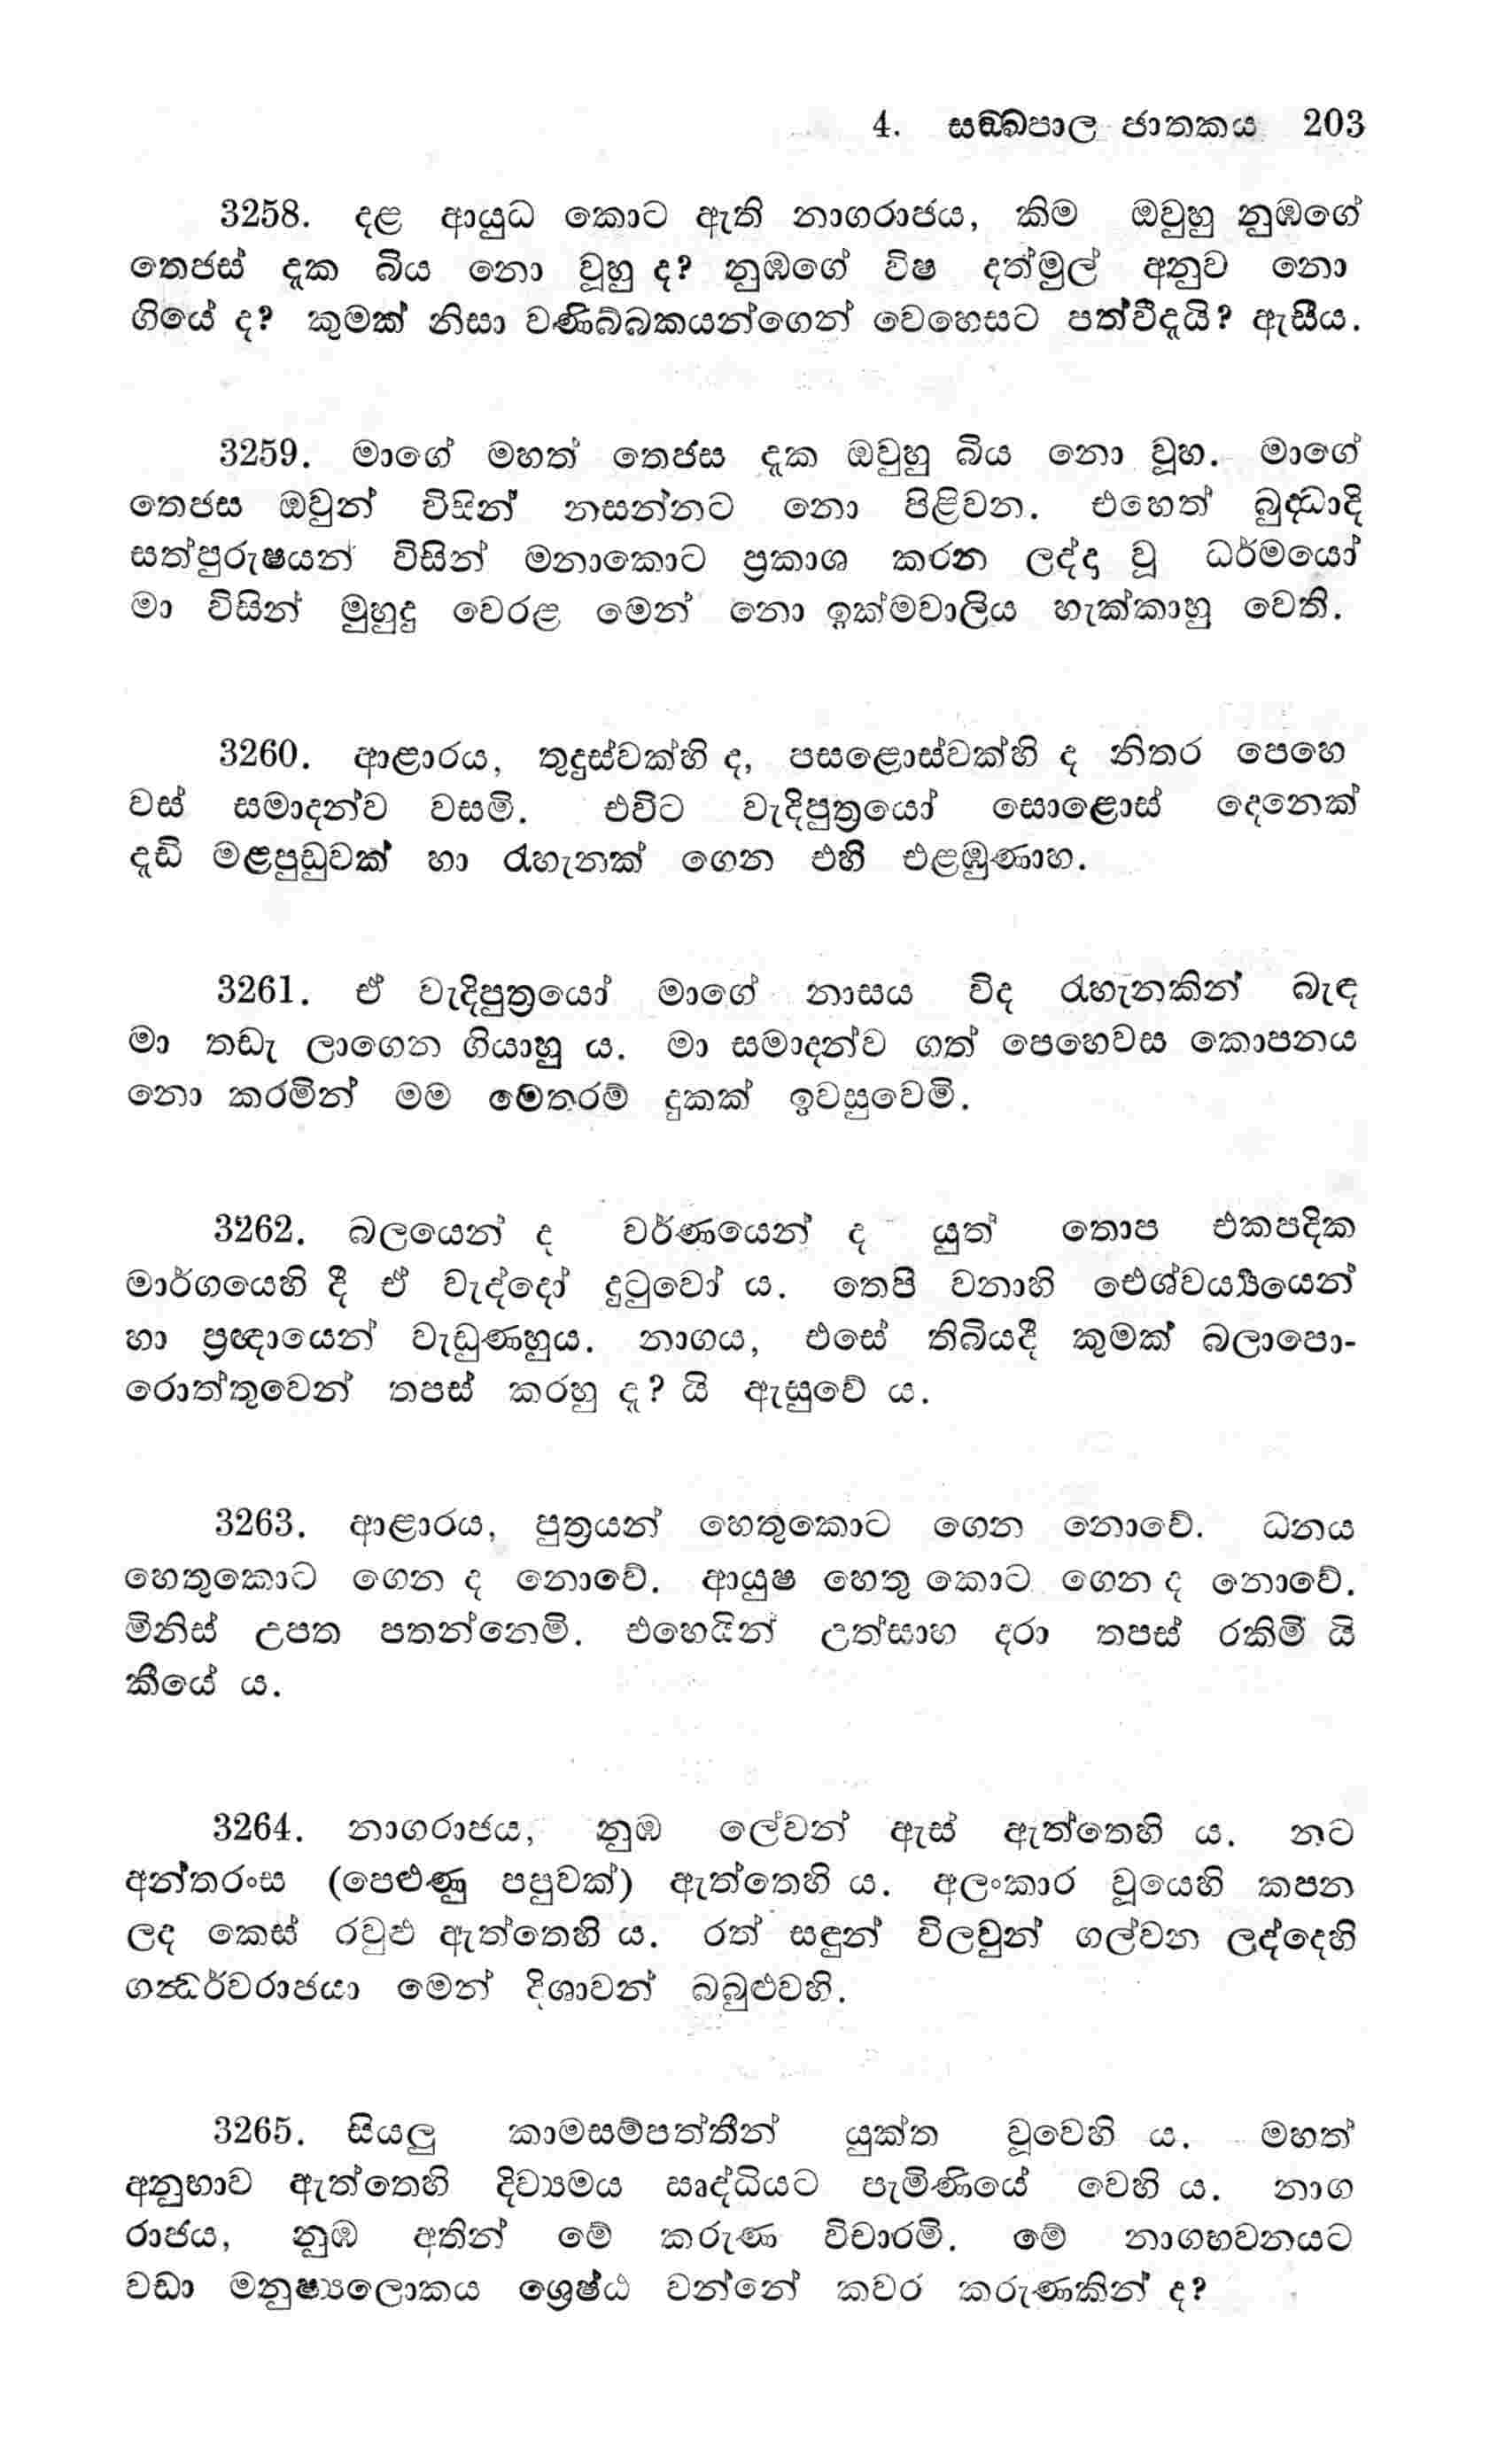 4. සඞ්ඛපාල ජාතකය 203
3258. දළ ආයුධ කොට ඇති නාගරාජය, කිම ඔවුහු නුඹගේ
තෙජස් දැක බිය නො වූහු ද? නුඹගේ විෂ දත්මුල් අනුව නො
ගියේ ද? කුමක් නිසා වණිබ්බකයන්ගෙන් වෙහෙසට පත්වීදැයි? ඇසීය.
3259. මාගේ මහත් තෙජස දැක ඔවුහු බිය නො වූහ. මාගේ
තෙජස ඔවුන් විසින් නසන්නට නො පිළිවන. එහෙත් බුද්ධාදි
සත්පුරුෂයන් විසින් මනාකොට ප්‍රකාශ කරන ලද්දා වූ ධර්මයෝ
මා විසින් මුහුදු වෙරළ මෙන් නො ඉක්මවාලිය හැක්කාහු වෙති.
3260. ආළාරය, තුදුස්වක්හි ද, පසළොස්වක්හි ද නිතර පෙහෙ
වස් සමාදන්ව වසමි. එවිට වැදිපුත්‍රයෝ සොළොස් දෙනෙක්
දැඩි මළපුඩුවක් හා රැහැනක් ගෙන එහි එළඹුණාහ.
3261. ඒ වැදිපුත්‍රයෝ මාගේ නාසය විද රැහැනකින් බැඳ
මා තඩැ ලාගෙන ගියාහු ය. මා සමාදන්ව ගත් පෙහෙවස කොපනය
නො කරමින් මම මෙතරම් දුකක් ඉවසුවෙමි.
3262. බලයෙන් ද වර්ණයෙන් ද යුත් තොප එකපදික
මාර්ගයෙහි දී ඒ වැද්දෝ දුටුවෝ ය. තෙපි වනාහි ඓශ්වර්‍ය්‍යයෙන්
හා ප්‍රඥායෙන් වැඩුණහුය. නාගය, එසේ තිබියදී කුමක් බලාපො-
රොත්තුවෙන් තපස් කරහු දැ? යි ඇසුවේ ය.
3263. ආළාරය, පුත්‍රයන් හෙතුකොට ගෙන නොවේ. ධනය
හෙතුකොට ගෙන ද නොවේ. ආයුෂ හෙතු කොට ගෙන ද නොවේ.
මිනිස් උපත පතන්නෙමි. එහෙයින් උත්සාහ දරා තපස් රකිමි යි
කීයේ ය.
3264. නාගරාජය, නුඹ ලේවන් ඇස් ඇත්තෙහි ය. නට
අන්තරංස (පෙළුණු පපුවක්) ඇත්තෙහි ය. අලංකාර වූයෙහි කපන
ලද කෙස් රවුළු ඇත්තෙහි ය. රත් සඳුන් විලවුන් ගල්වන ලද්දෙහි
ගන්ධර්වරාජයා මෙන් දිශාවන් බබුළුවහි.
3265. සියලු කාමසම්පත්තීන් යුක්ත වූවෙහි ය. මහත්
අනුභාව ඇත්තෙහි දිව්‍යමය ඍද්ධියට පැමිණියේ වෙහි ය. නාග
රාජය, නුඹ අතින් මේ කරුණ විචාරමි. මේ නාගභවනයට
වඩා මනුෂ්‍යලොකය ශ්‍රෙෂ්ඨ වන්නේ කවර කරුණකින් ද?